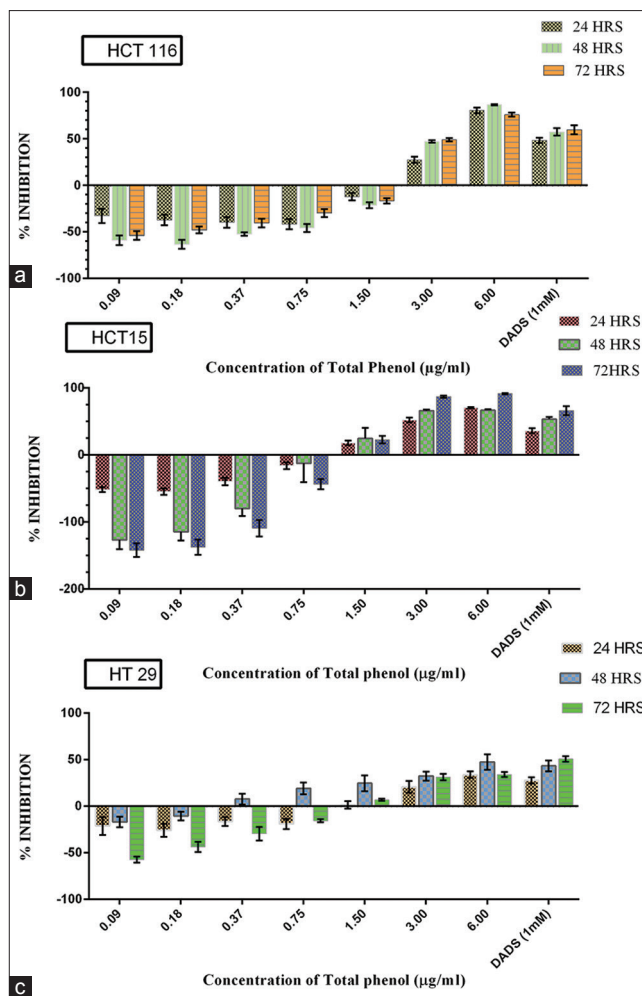 HCT 116
24 HRS
48 HRS
72 HRS
% INHIBITION
100
50
0
-50
-100
0.09 0.18 0.37 0.75 1.50 3.00 6.00 DADS (1mM)
Concentration of Total Phenol (µg/ml)
a
HCT15
24 HRS
48 HRS
72HRS
% INHIBITION
100
0
-100
-200
0.09 0.18 0.37 0.75 1.50 3.00 6.00 DADS (1mM)
Concentration of Total phenol (µg/ml)
b
HT 29
24 HRS
48 HRS
72 HRS
% INHIBITION
100
50
0
-50
-100
0.09 0.18 0.37 0.75 1.50 3.00 6.00 DADS (1mM)
Concentration of Total phenol (µg/ml)
c